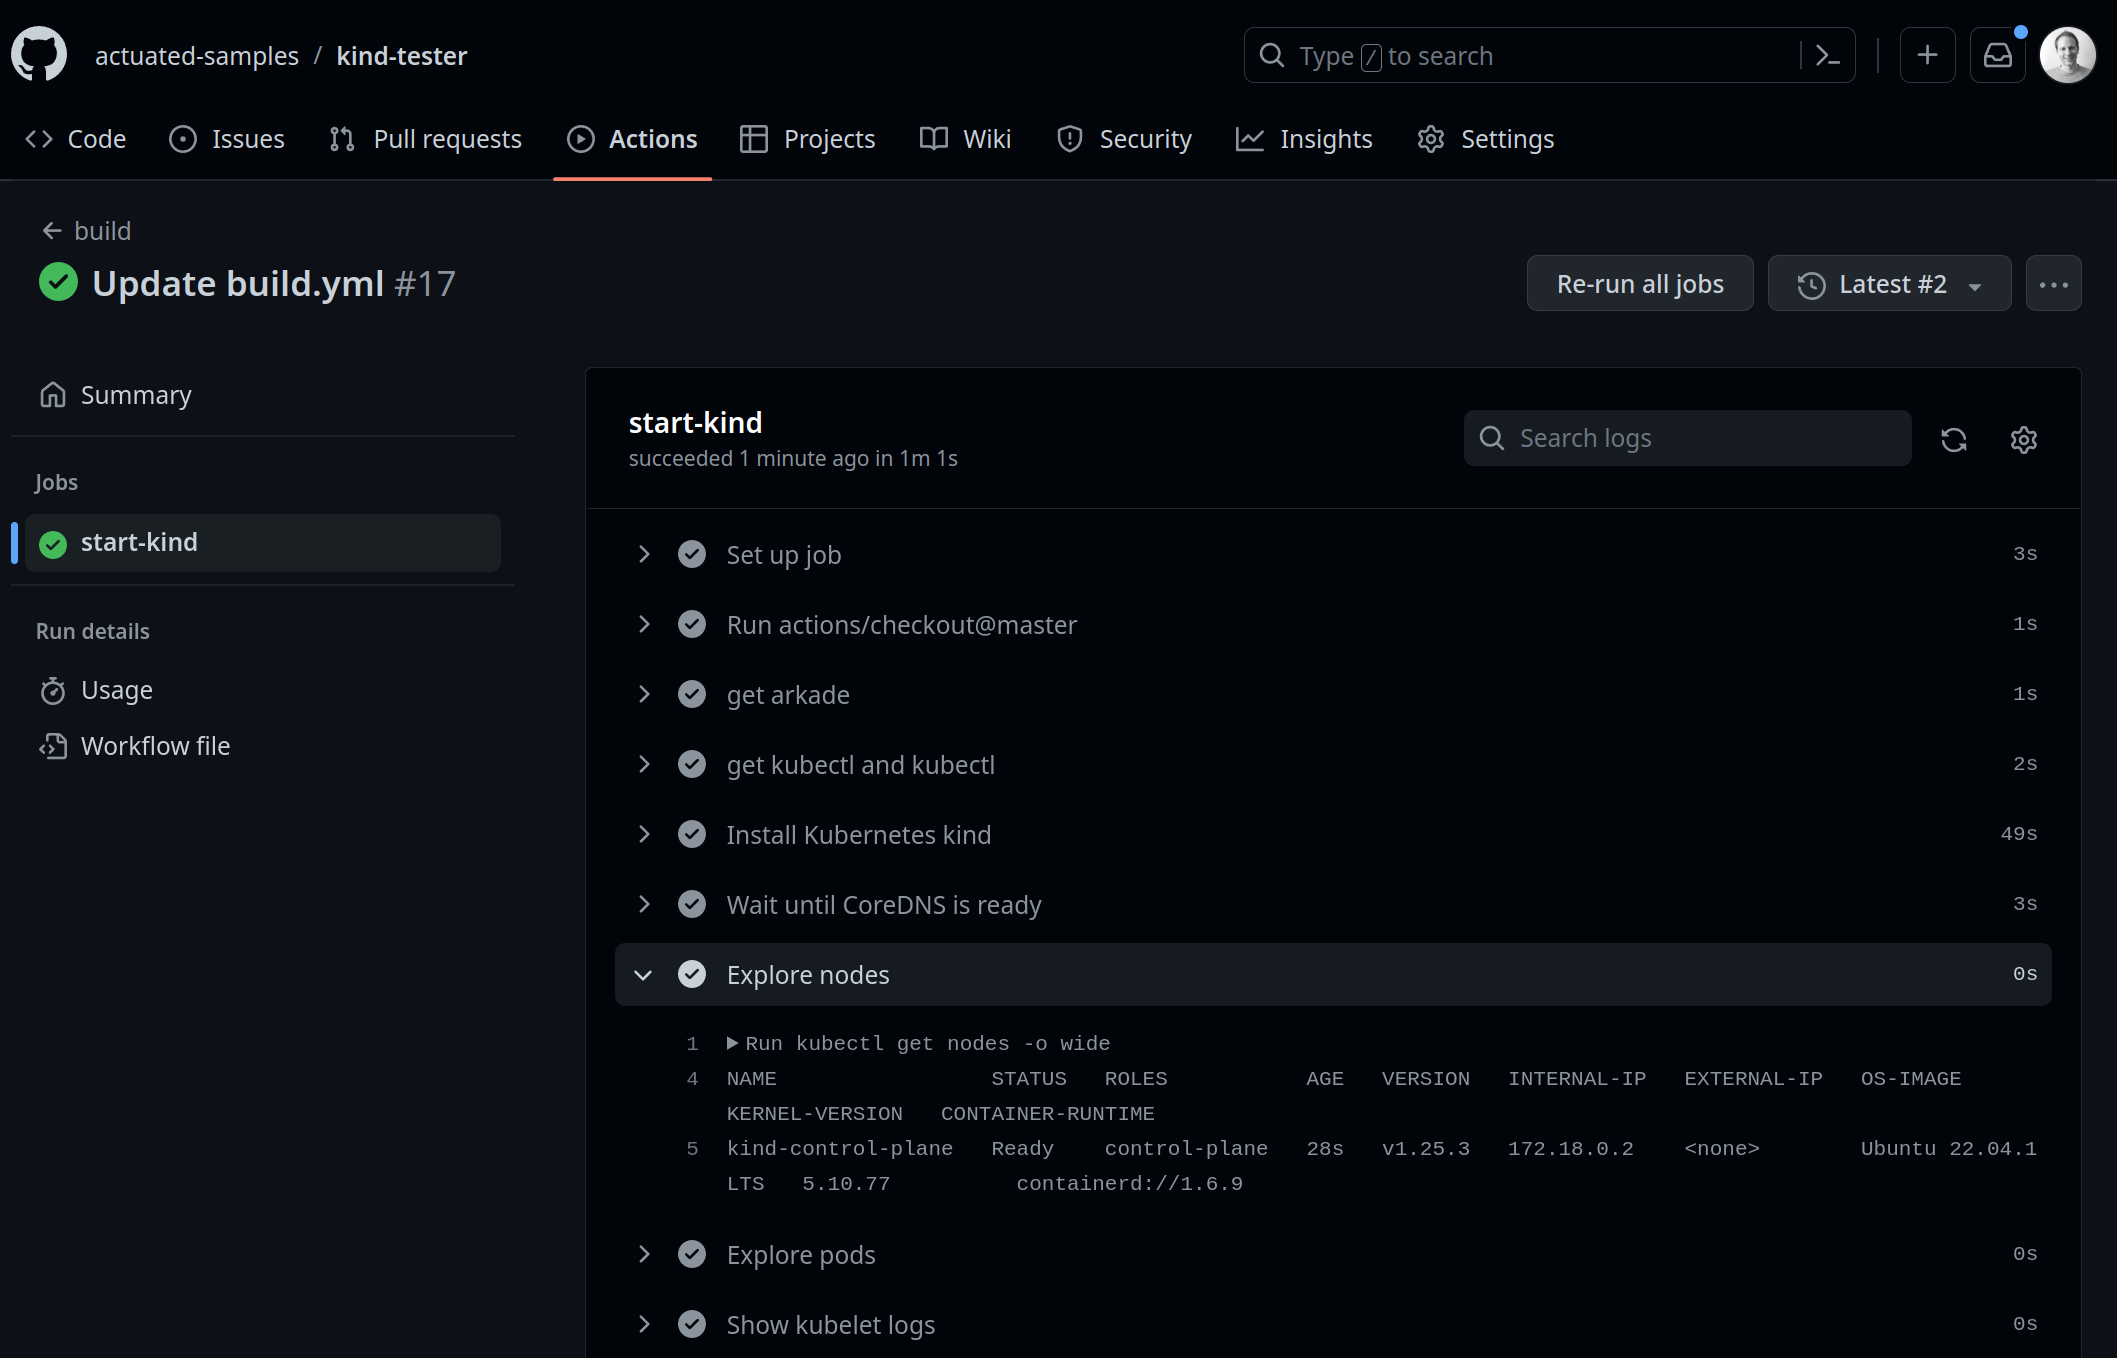 actuated-samples / kind-tester
Type / to search
Code Issues Pull requests Actions Projects Wiki Security Insights Settings
build
Update build.yml #17
Re-run all jobs
Latest #2
Summary
Jobs
start-kind
Run details
Usage
Workflow file
start-kind
succeeded 1 minute ago in 1m 1s
Search logs
Set up job 3s
Run actions/checkout@master 1s
get arkade 1s
get kubectl and kubectl 2s
Install Kubernetes kind 49s
Wait until CoreDNS is ready 3s
Explore nodes 0s
1 Run kubectl get nodes -o wide
4 NAME STATUS ROLES AGE VERSION INTERNAL-IP EXTERNAL-IP OS-IMAGE
KERNEL-VERSION CONTAINER-RUNTIME
5 kind-control-plane Ready control-plane 28s v1.25.3 172.18.0.2 <none> Ubuntu 22.04.1
LTS 5.10.77 containerd://1.6.9
Explore pods 0s
Show kubelet logs 0s